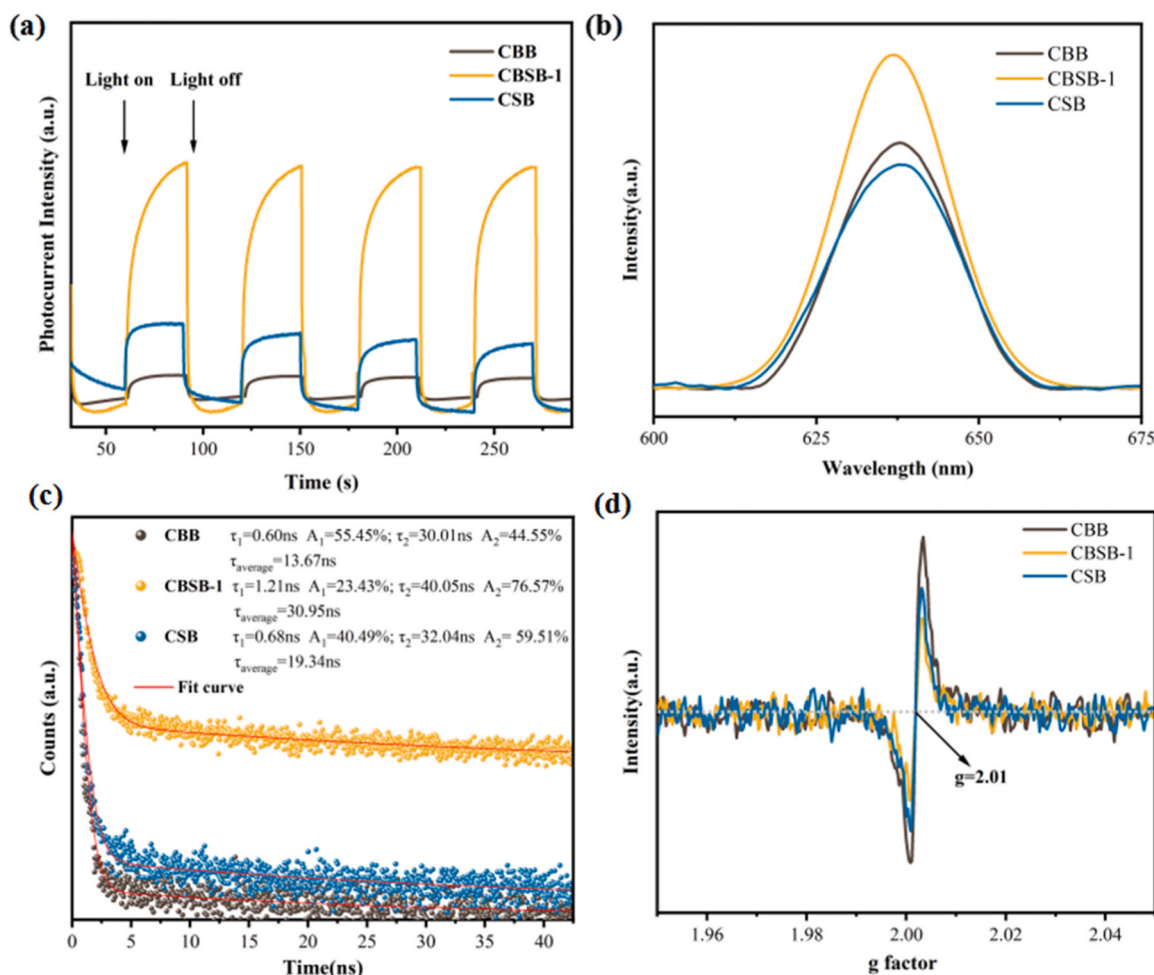 (a)
CBB
CBSB-1
CSB
Light on
Light off
Photocurrent Intensity (a.u.)
50
100
150
200
250
Time (s)
(b)
CBB
CBSB-1
CSB
Intensity(a.u.)
600
625
650
675
Wavelength (nm)
(c)
CBB τ1=0.60ns A1=55.45%; τ2=30.01ns A2=44.55%
τaverage=13.67ns
CBSB-1 τ1=1.21ns A1=23.43%; τ2=40.05ns A2=76.57%
τaverage=30.95ns
CSB τ1=0.68ns A1=40.49%; τ2=32.04ns A2= 59.51%
τaverage=19.34ns
Fit curve
Counts (a.u.)
0
5
10
15
20
25
30
35
40
Time(ns)
(d)
CBB
CBSB-1
CSB
g=2.01
Intensity(a.u.)
1.96
1.98
2.00
2.02
2.04
g factor